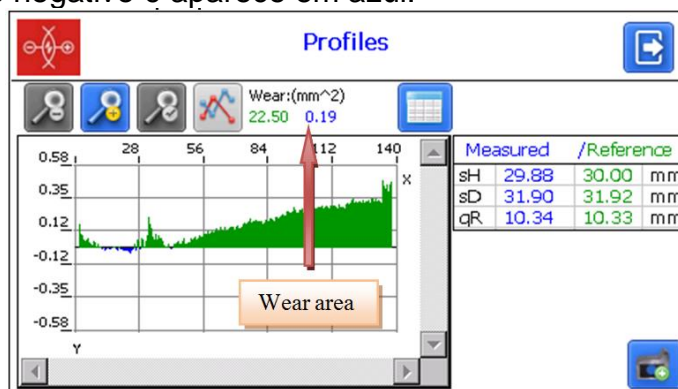 negativo e aparece em azul.
Profiles
Wear:(mm^2)
22.50 0.19
0.58 28 56 84 112 140
X
0.35
0.12
-0.12
-0.35
-0.58
Y
Wear area
Measured /Reference
sH 29.88 30.00 mm
sD 31.90 31.92 mm
qR 10.34 10.33 mm